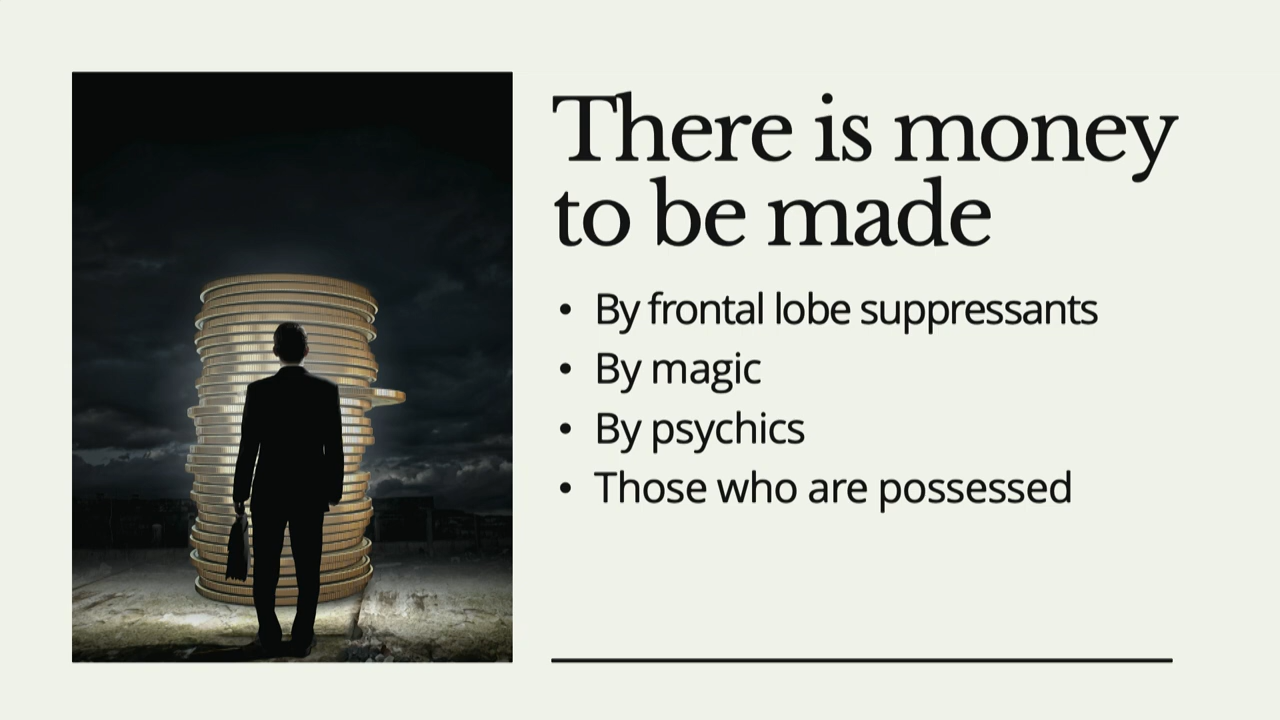 There is money
to be made
• By frontal lobe suppressants
• By magic
• By psychics
• Those who are possessed